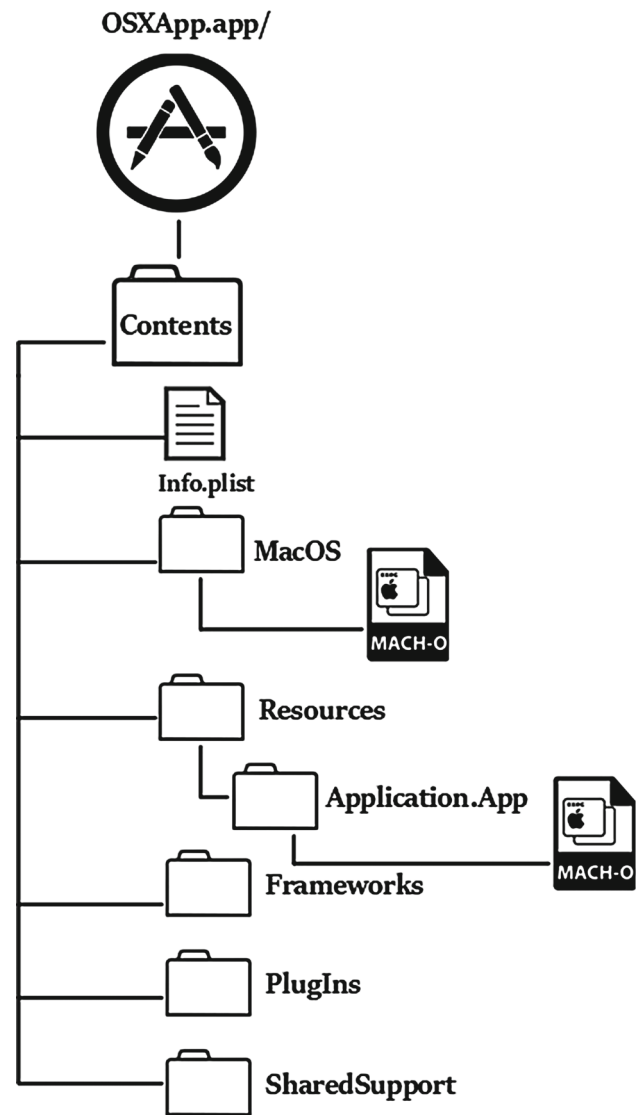 OSXApp.app/
Contents
Info.plist
MacOS
MACH-O
Resources
Application.App
MACH-O
Frameworks
PlugIns
SharedSupport